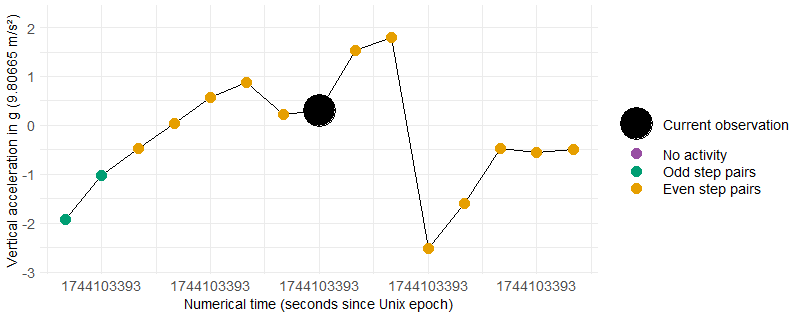 Vertical acceleration in g (9.80665 m/s²)
2
1
0
-1
-2
-3
1744103393 1744103393 1744103393 1744103393 1744103393
Numerical time (seconds since Unix epoch)
Current observation
No activity
Odd step pairs
Even step pairs